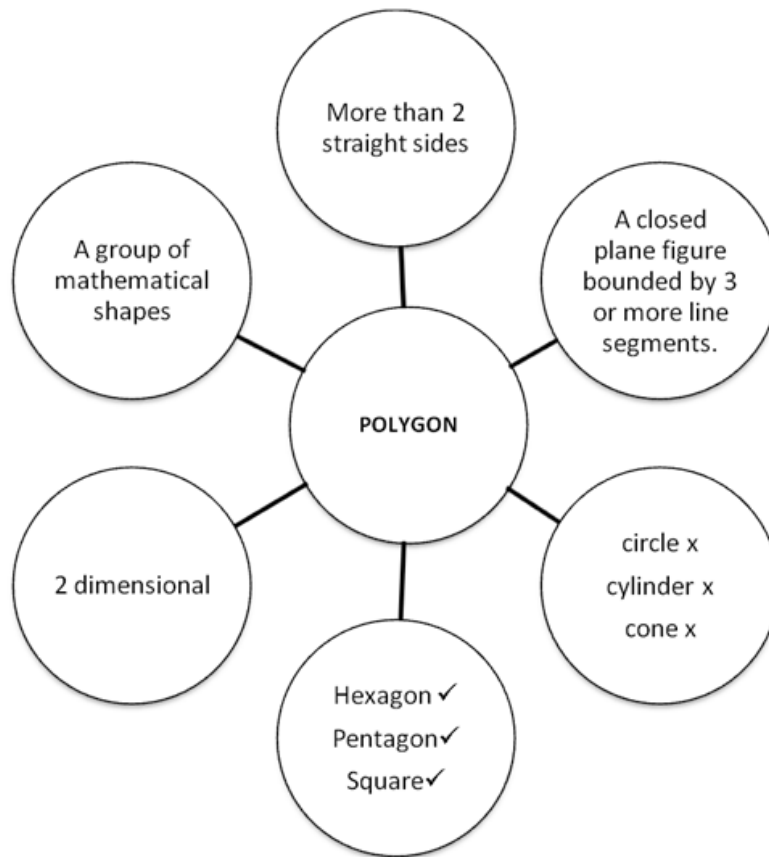 More than 2
straight sides
A group of
mathematical
shapes
A closed
plane figure
bounded by 3
or more line
segments.
POLYGON
2 dimensional
circle x
cylinder x
cone x
Hexagon ✓
Pentagon ✓
Square ✓